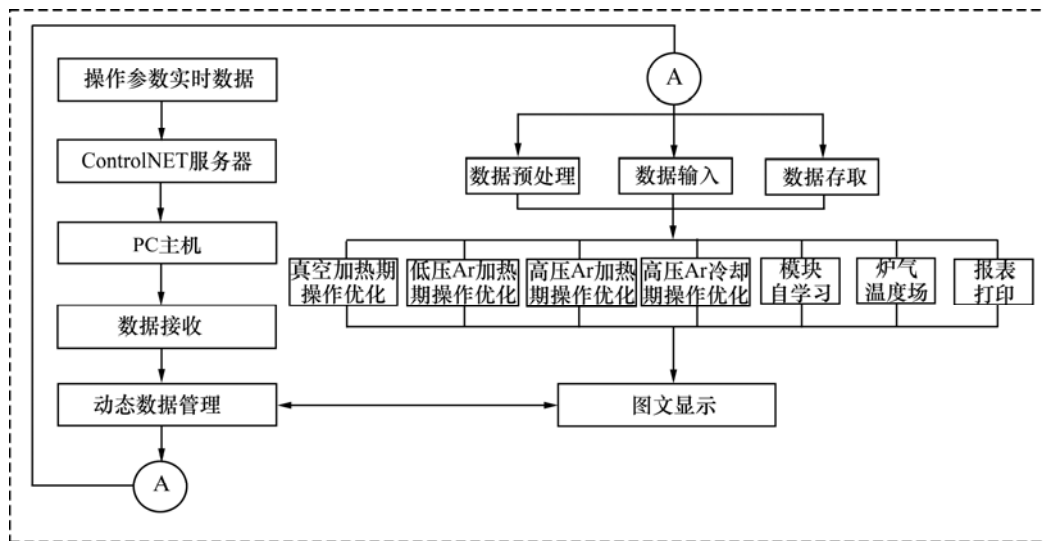 操作参数实时数据
ControlNET服务器
PC主机
数据接收
动态数据管理
A
A
数据预处理
数据输入
数据存取
真空加热期
操作优化
低压Ar加热
期操作优化
高压Ar加热
期操作优化
高压Ar冷却
期操作优化
模块
自学习
炉气
温度场
报表
打印
图文显示